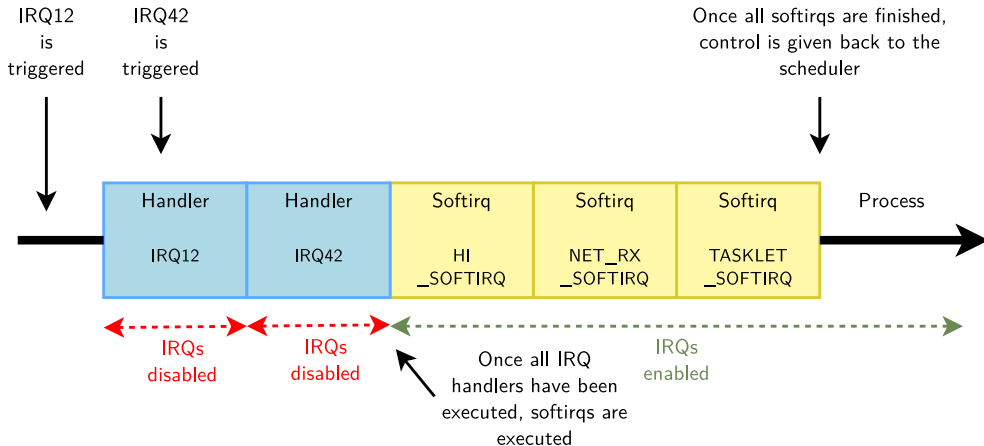 IRQ12
is
triggered
IRQ42
is
triggered
Once all softirqs are finished,
control is given back to the
scheduler
Handler
IRQ12
Handler
IRQ42
Softirq
HI
_SOFTIRQ
Softirq
NET_RX
_SOFTIRQ
Softirq
TASKLET
_SOFTIRQ
Process
IRQs
disabled
IRQs
disabled
Once all IRQ
handlers have been
executed, softirqs are
executed
IRQs
enabled